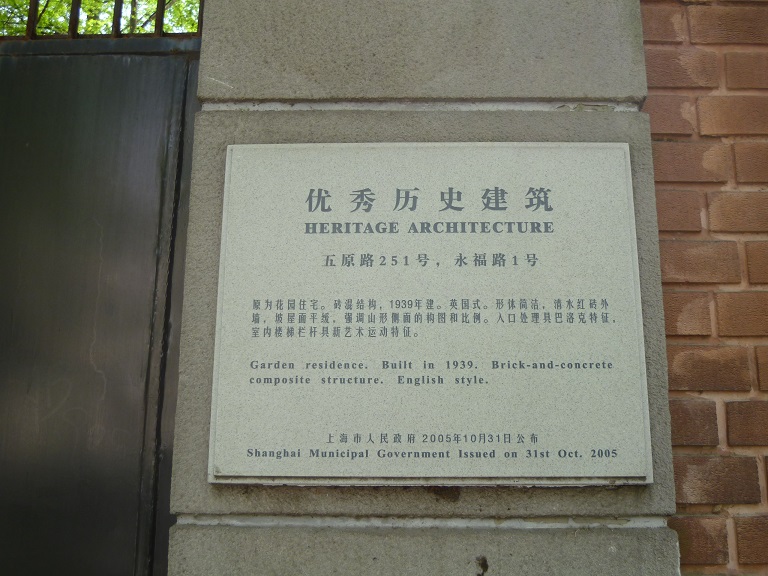 优秀历史建筑
HERITAGE ARCHITECTURE
五原路251号，永福路1号
原为花园住宅。砖混结构，1939年建。英国式。形体简洁，清水红砖外
墙，坡屋面平缓，强调山形侧面的构图和比例。入口处理具巴洛克特征，
室内楼梯栏杆具新艺术运动特征。
Garden residence. Built in 1939. Brick-and-concrete
composite structure. English style.
上海市人民政府 2005年10月31日公布
Shanghai Municipal Government Issued on 31st Oct. 2005